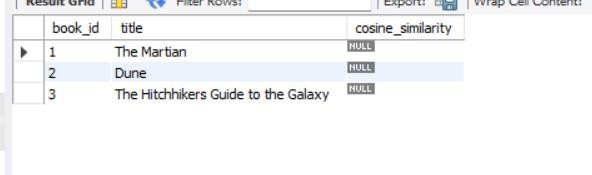 Result Grid Filter Rows: Export: Wrap Cell Content:
book_id title cosine_similarity
1 The Martian NULL
2 Dune NULL
3 The Hitchhikers Guide to the Galaxy NULL